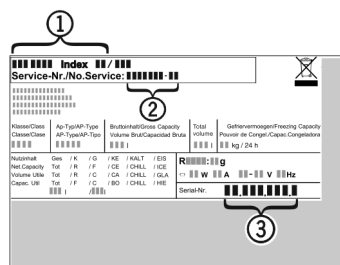 1
Index /
Service-Nr./No.Service: -
2
Klasse/Class Ap-Typ/AP-Type Bruttoinhalt/Gross Capacity Total Gefriervermoegen/Freezing Capacity
Classe/Clase AP-Type/AP-Tipo Volume Brut/Capacidad Bruta volume Pouvoir de Congel./Capac.Congeladora
l l kg / 24 h
Nutzinhalt Ges / K / G / KE / KALT / EIS
Net.Capacity Tot / R / F / CE / CHILL / ICE
Volume Utile Tot / R / C / CA / CHILL / GLA
Capac. Util Tot / F / C / BO / CHILL / HIE
l / l
R : g
W A - V Hz
Serial-Nr. . . .
3